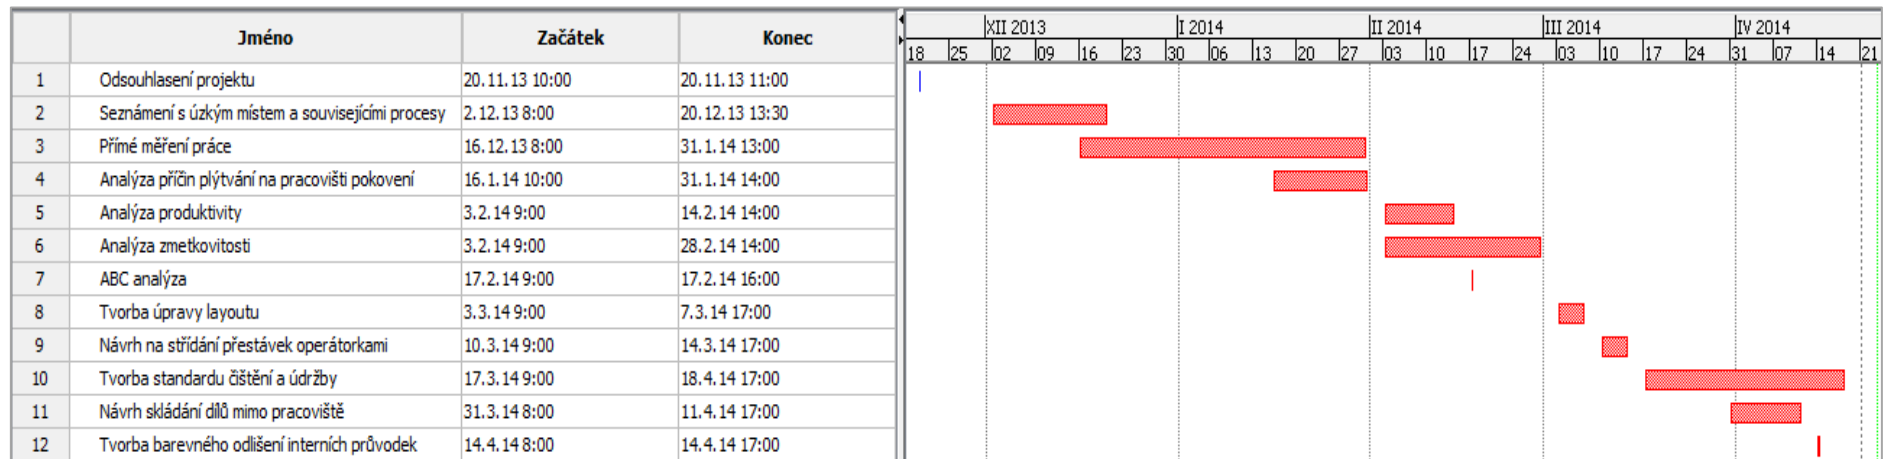 Jméno Začátek Konec
XII 2013 I 2014 II 2014 III 2014 IV 2014
18 25 02 09 16 23 30 06 13 20 27 03 10 17 24 03 10 17 24 31 07 14 21
1 Odsouhlasení projektu 20.11.13 10:00 20.11.13 11:00
2 Seznámení s úzkým místem a souvisejícími procesy 2.12.13 8:00 20.12.13 13:30
3 Přímé měření práce 16.12.13 8:00 31.1.14 13:00
4 Analýza příčin plýtvání na pracovišti pokovení 16.1.14 10:00 31.1.14 14:00
5 Analýza produktivity 3.2.14 9:00 14.2.14 14:00
6 Analýza zmetkovitosti 3.2.14 9:00 28.2.14 14:00
7 ABC analýza 17.2.14 9:00 17.2.14 16:00
8 Tvorba úpravy layoutu 3.3.14 9:00 7.3.14 17:00
9 Návrh na střídání přestávek operátorkami 10.3.14 9:00 14.3.14 17:00
10 Tvorba standardu čištění a údržby 17.3.14 9:00 18.4.14 17:00
11 Návrh skládání dílů mimo pracoviště 31.3.14 8:00 11.4.14 17:00
12 Tvorba barevného odlišení interních průvodek 14.4.14 8:00 14.4.14 17:00